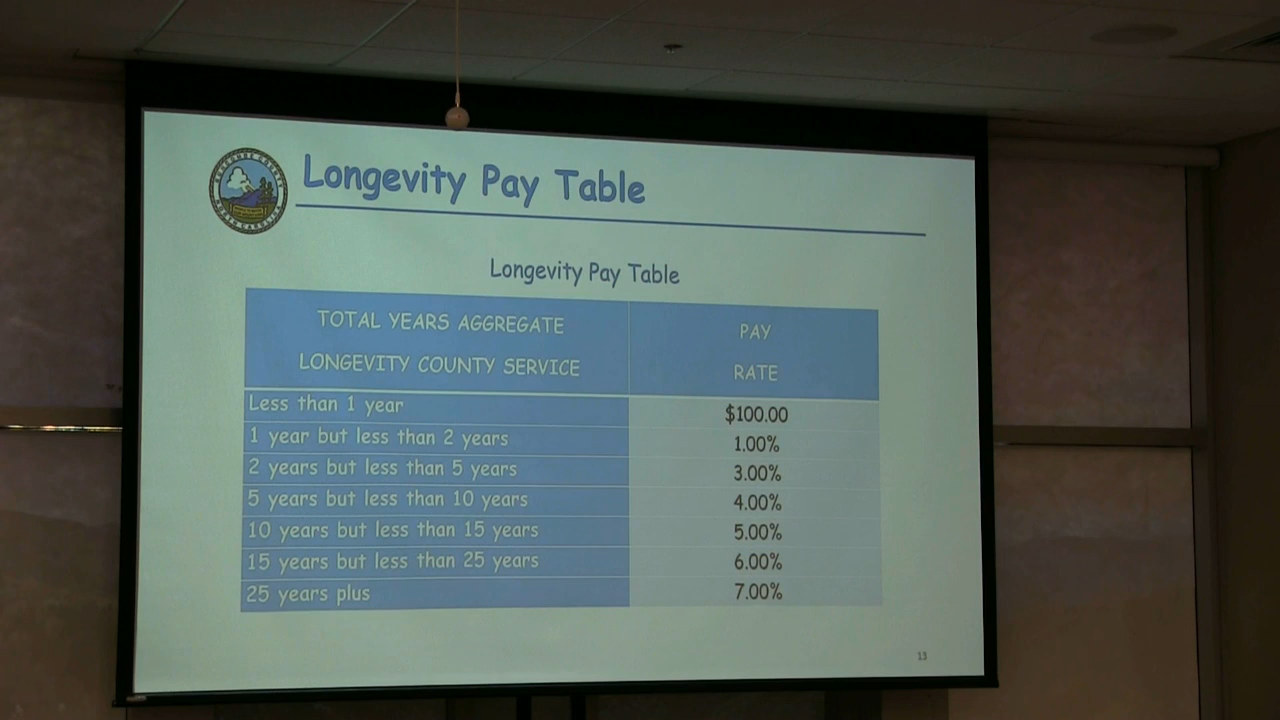 Longevity Pay Table
Longevity Pay Table
TOTAL YEARS AGGREGATE
LONGEVITY COUNTY SERVICE
PAY
RATE
Less than 1 year $100.00
1 year but less than 2 years 1.00%
2 years but less than 5 years 3.00%
5 years but less than 10 years 4.00%
10 years but less than 15 years 5.00%
15 years but less than 25 years 6.00%
25 years plus 7.00%
13